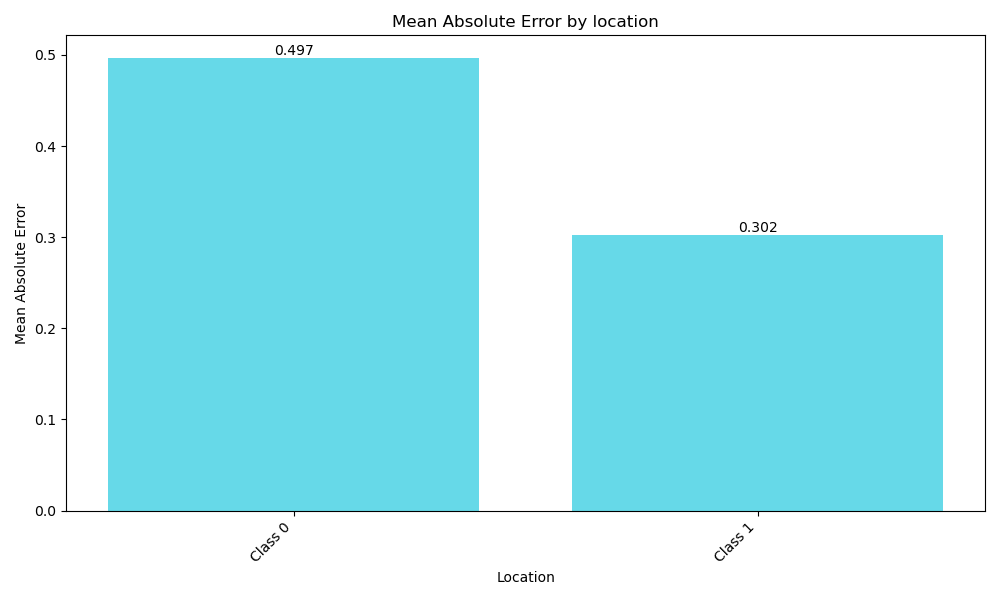 Mean Absolute Error by location
Mean Absolute Error
0.5
0.4
0.3
0.2
0.1
0.0
0.497
0.302
Class 0
Class 1
Location